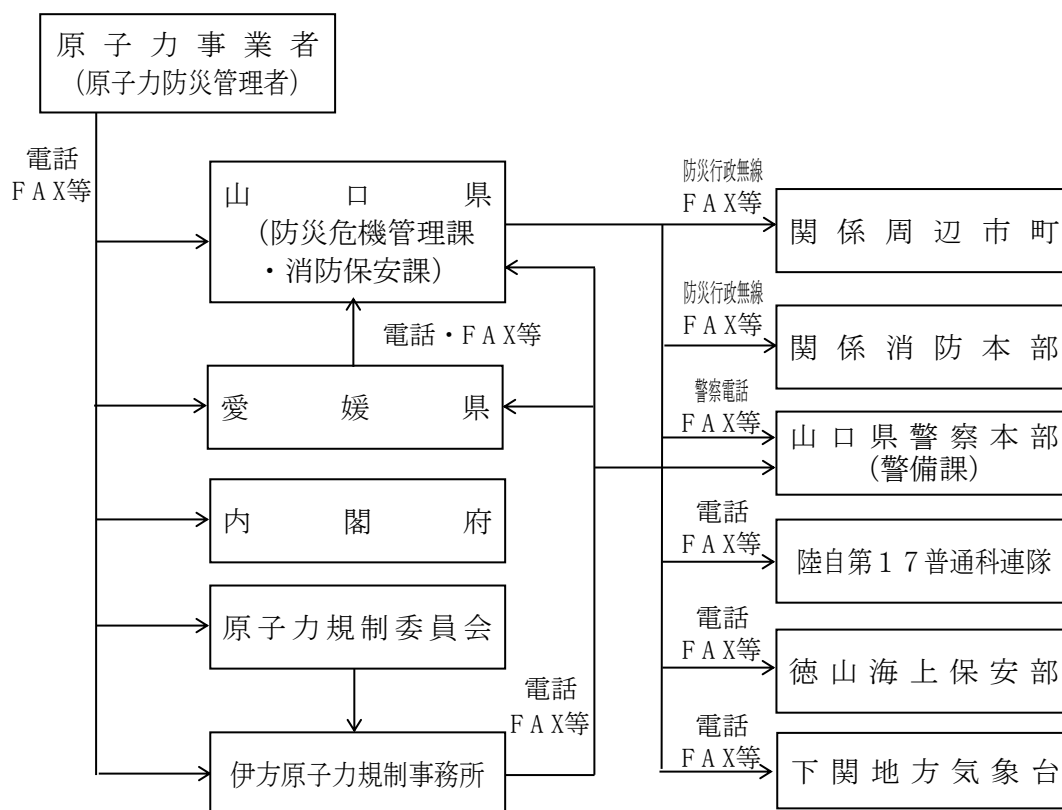 原子力事業者
(原子力防災管理者)
電話
ＦＡＸ等
山口県
(防災危機管理課
・消防保安課)
電話・ＦＡＸ等
愛媛県
内閣府
原子力規制委員会
伊方原子力規制事務所
電話
ＦＡＸ等
防災行政無線
ＦＡＸ等
関係周辺市町
防災行政無線
ＦＡＸ等
関係消防本部
警察電話
ＦＡＸ等
山口県警察本部
(警備課)
電話
ＦＡＸ等
陸自第１７普通科連隊
電話
ＦＡＸ等
徳山海上保安部
電話
ＦＡＸ等
下関地方気象台